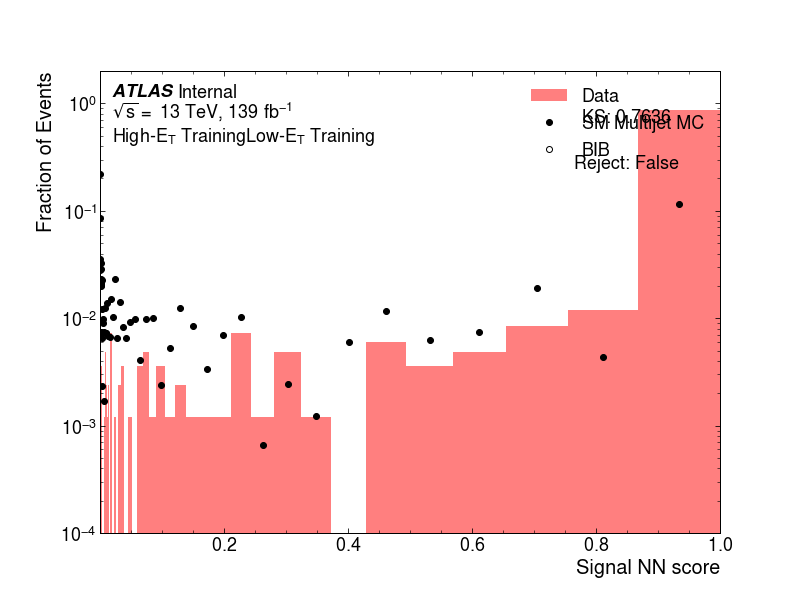 ATLAS Internal
√s = 13 TeV, 139 fb⁻¹
High-E_T TrainingLow-E_T Training
Data
KS: 0.7636
SM Multijet MC
BIB
Reject: False
Fraction of Events
10⁰
10⁻¹
10⁻²
10⁻³
10⁻⁴
0.2 0.4 0.6 0.8 1.0
Signal NN score